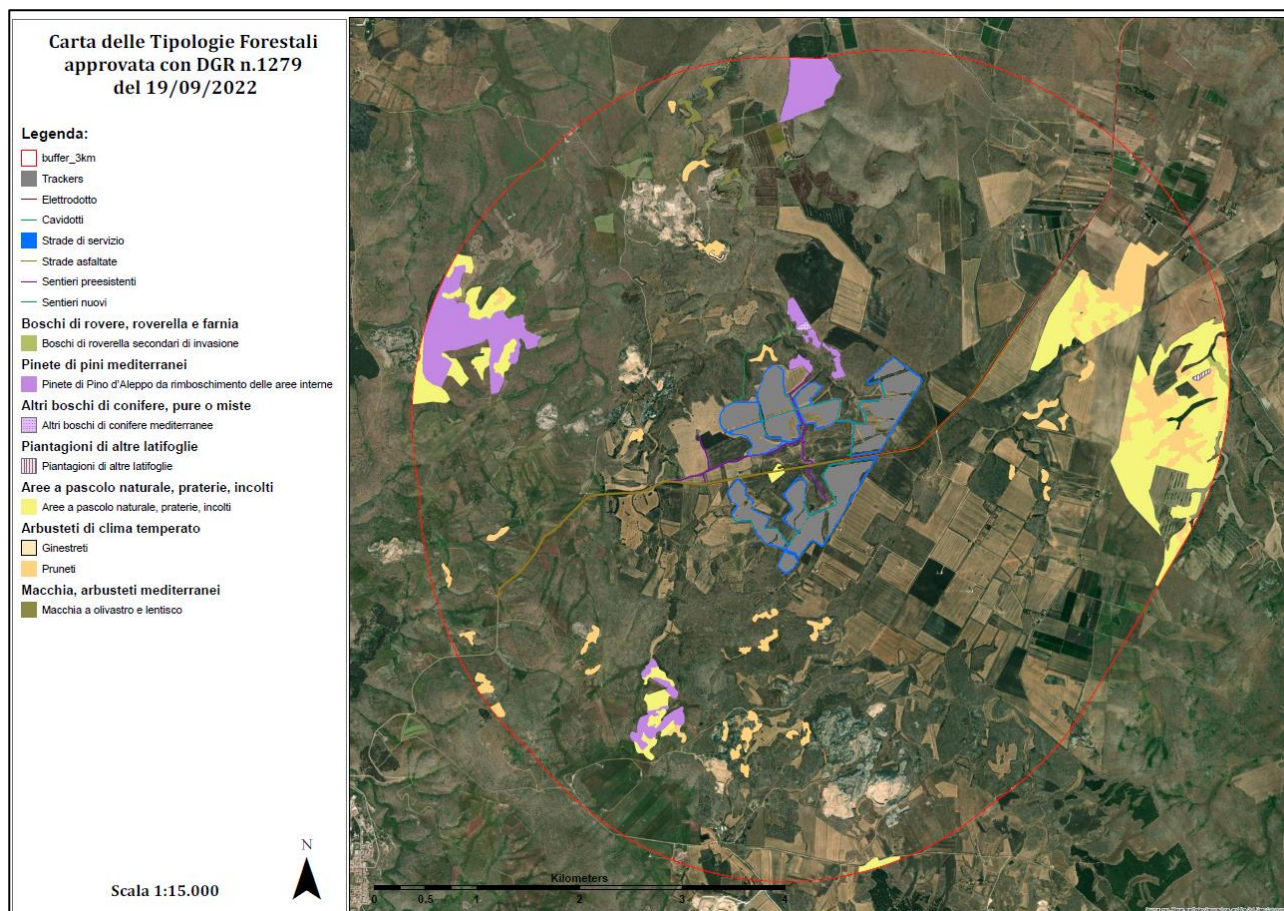 Carta delle Tipologie Forestali
approvata con DGR n.1279
del 19/09/2022
Legenda:
buffer_3km
Trackers
Elettrodotto
Cavidotti
Strade di servizio
Strade asfaltate
Sentieri preesistenti
Sentieri nuovi
Boschi di rovere, roverella e farnia
Boschi di roverella secondari di invasione
Pinete di pini mediterranei
Pinete di Pino d'Aleppo da rimboschimento delle aree interne
Altri boschi di conifere, pure o miste
Altri boschi di conifere mediterranee
Piantagioni di altre latifoglie
Piantagioni di altre latifoglie
Aree a pascolo naturale, praterie, incolti
Aree a pascolo naturale, praterie, incolti
Arbusteti di clima temperato
Ginestreti
Pruneti
Macchia, arbusteti mediterranei
Macchia a olivastro e lentisco
N
Scala 1:15.000
Kilometers
0 0.5 1 2 3 4